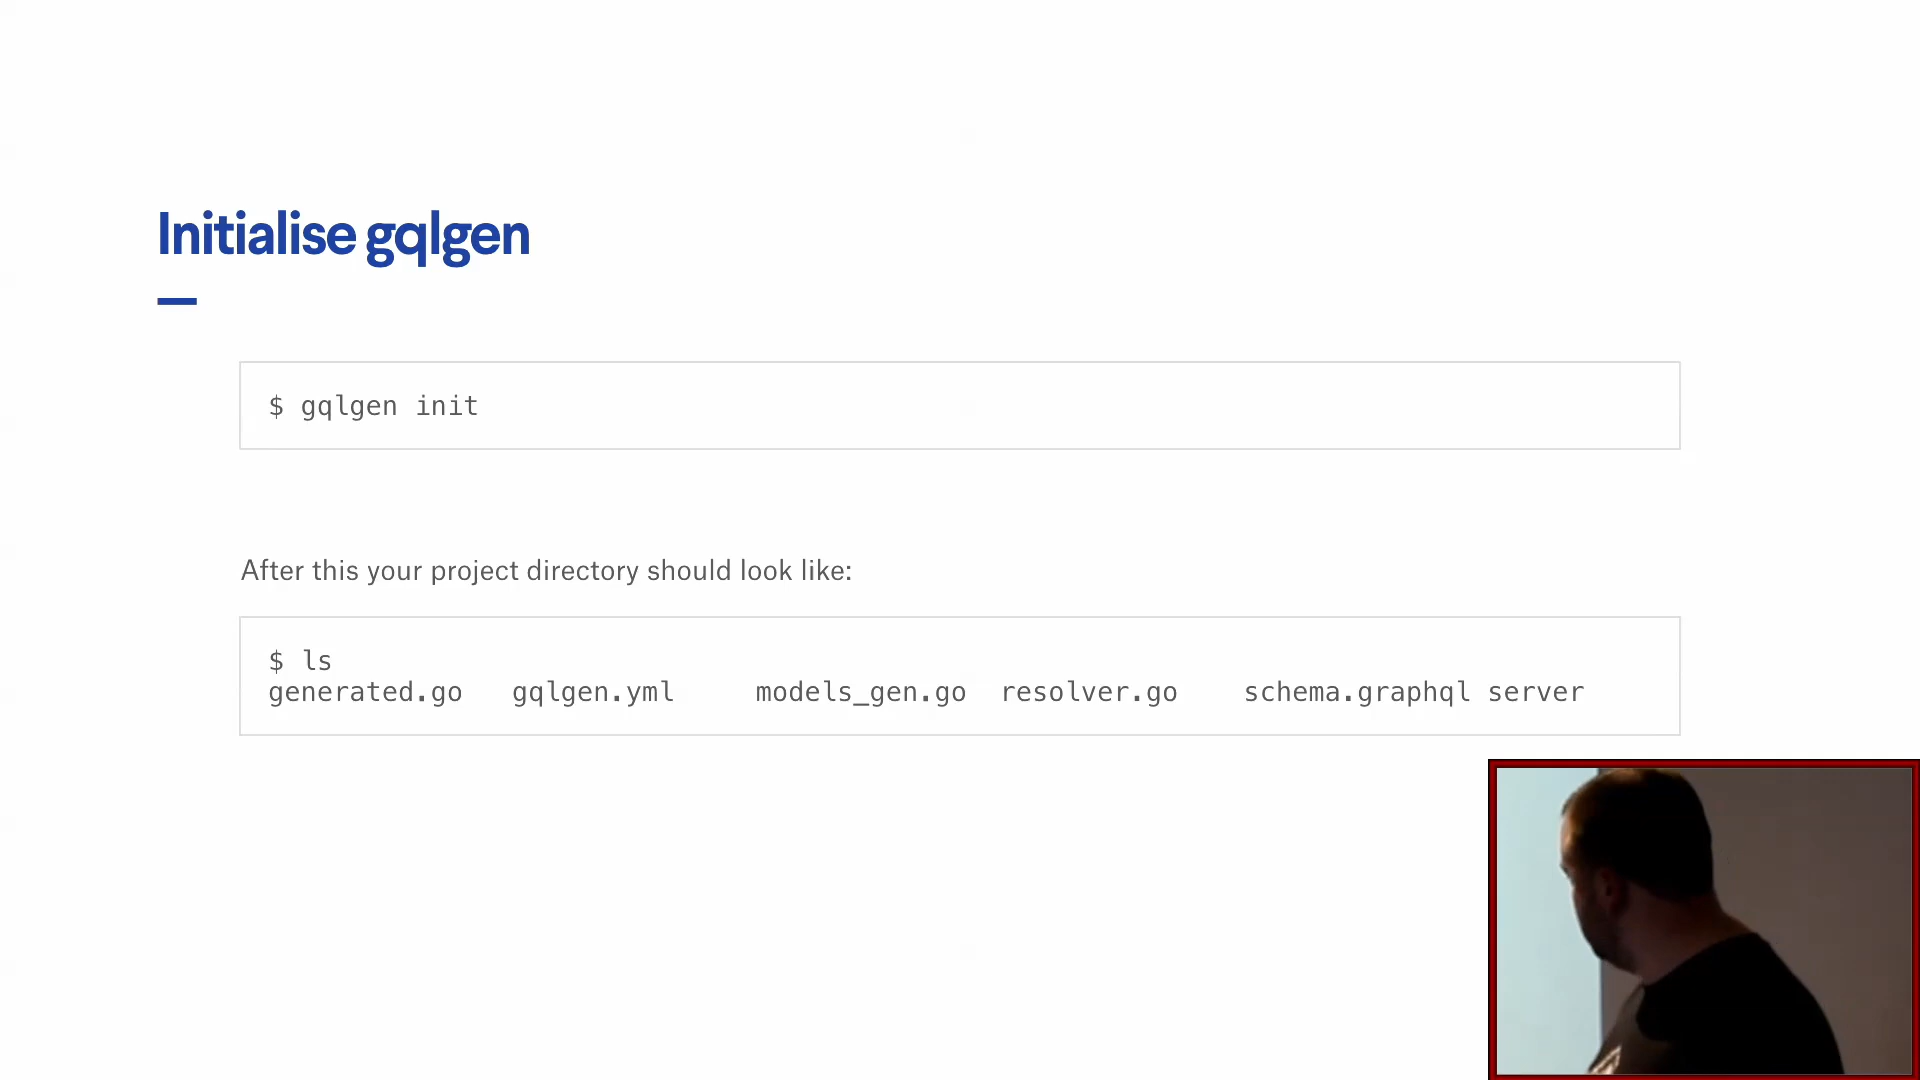 Initialise gqlgen
$ gqlgen init
After this your project directory should look like:
$ ls
generated.go gqlgen.yml models_gen.go resolver.go schema.graphql server